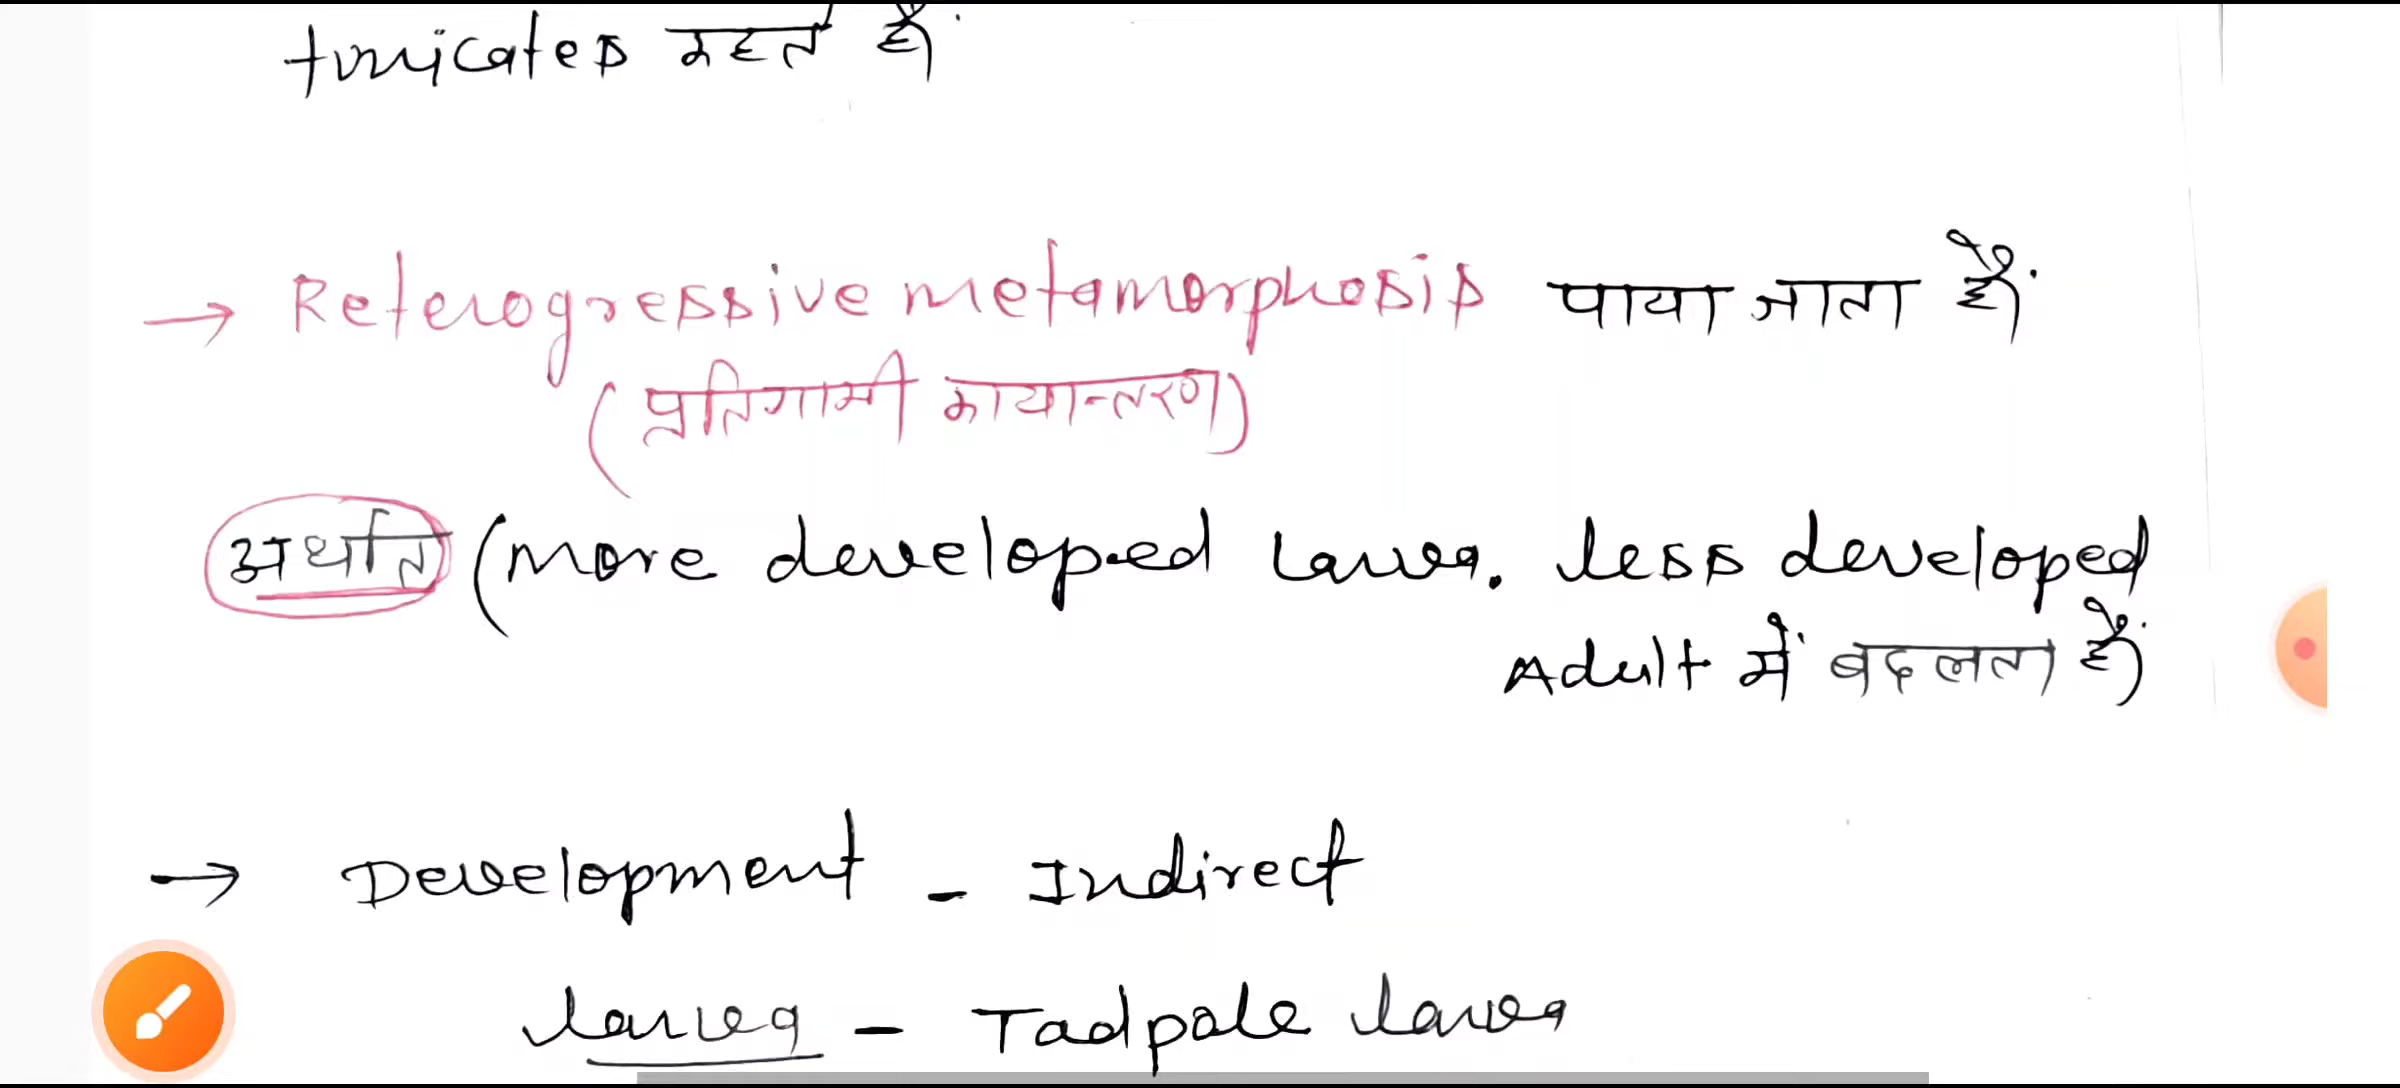 tunicates कहते हैं
→ Reterogressive metamorphosis पाया जाता है।
(प्रतिगामी कायान्तरण)
अर्थात (more developed larva. less developed
Adult में बदलता है)
→ Development - Indirect
larva - Tadpole larva